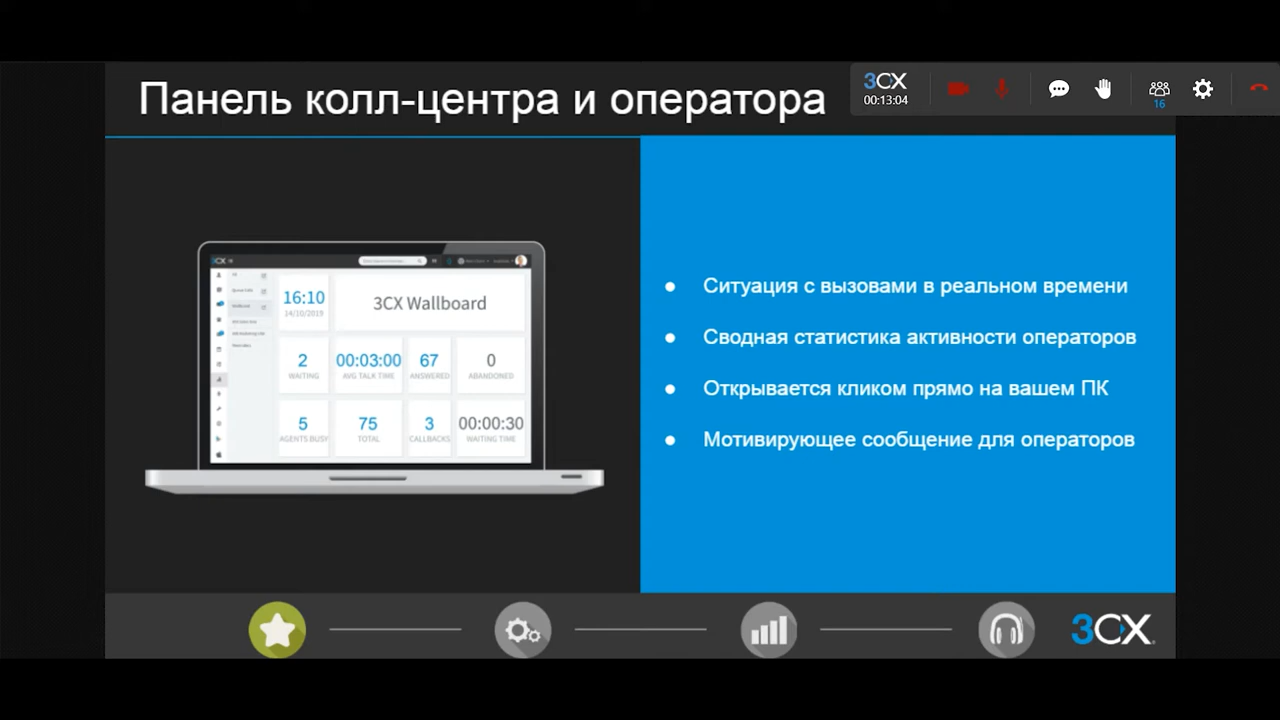 Панель колл-центра и оператора
3CX
00:13:04
16
3CX
16:10
14/10/2019
3CX Wallboard
2
WAITING
00:03:00
AVG TALK TIME
67
ANSWERED
0
ABANDONED
5
AGENTS BUSY
75
TOTAL
3
CALLBACKS
00:00:30
WAITING TIME
● Ситуация с вызовами в реальном времени
● Сводная статистика активности операторов
● Открывается кликом прямо на вашем ПК
● Мотивирующее сообщение для операторов
3CX